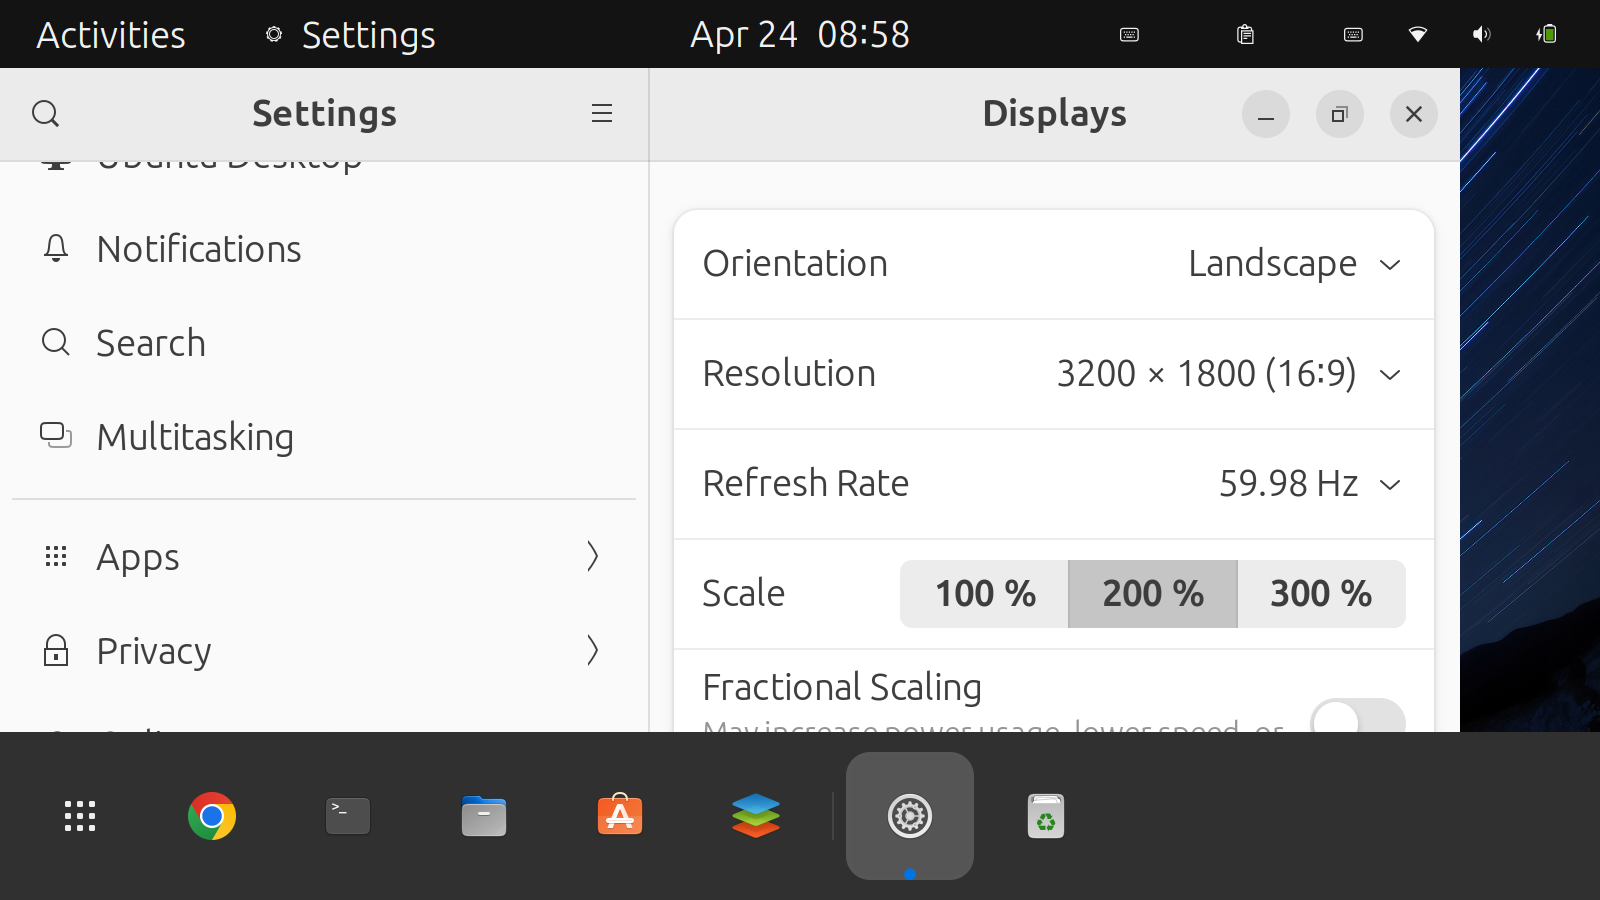 Activities
Settings
Apr 24 08:58
Settings
Displays
Ubuntu Desktop
Notifications
Search
Multitasking
Apps
Privacy
Orientation
Landscape
Resolution
3200 × 1800 (16:9)
Refresh Rate
59.98 Hz
Scale
100 %
200 %
300 %
Fractional Scaling
May increase power usage, lower speed, or